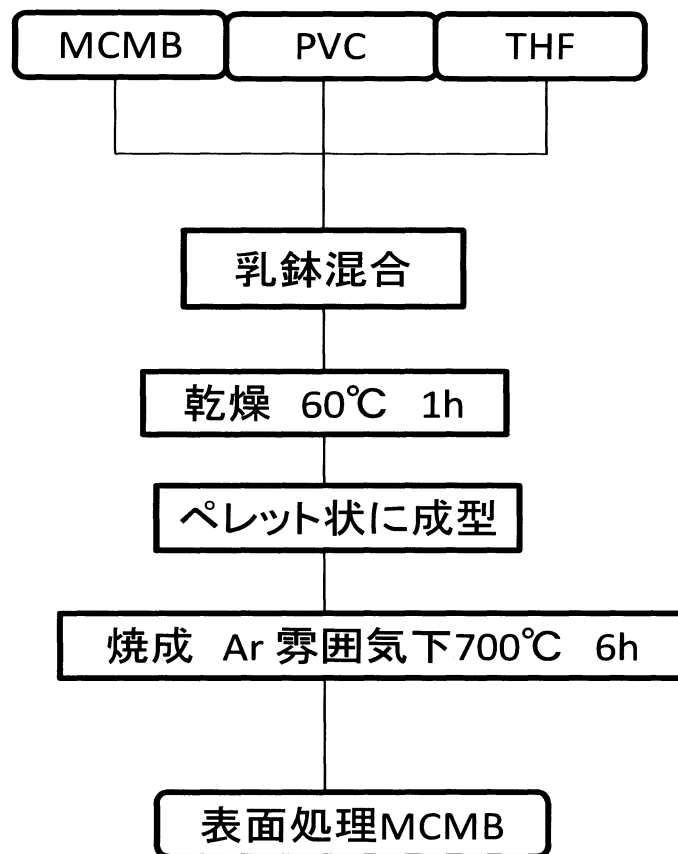 MCMB PVC THF
乳鉢混合
乾燥 60℃ 1h
ペレット状に成型
焼成 Ar 雰囲気下700℃ 6h
表面処理MCMB